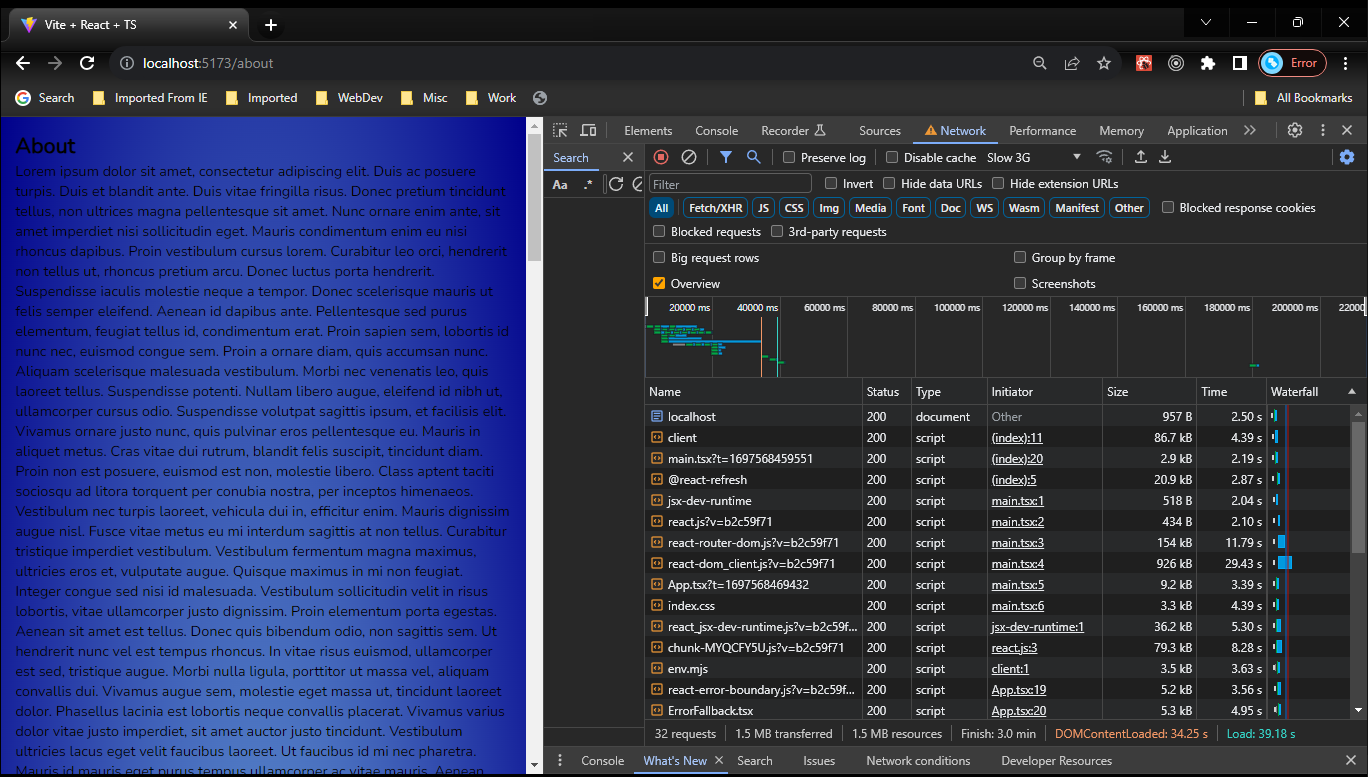 Vite + React + TS
localhost:5173/about
Error
Search
Imported From IE
Imported
WebDev
Misc
Work
All Bookmarks
About
Lorem ipsum dolor sit amet, consectetur adipiscing elit. Duis ac posuere
turpis. Duis et blandit ante. Duis vitae fringilla risus. Donec pretium tincidunt
tellus, non ultrices magna pellentesque sit amet. Nunc ornare enim ante, sit
amet imperdiet nisi sollicitudin eget. Mauris condimentum enim eu nisi
rhoncus dapibus. Proin vestibulum cursus lorem. Curabitur leo orci, hendrerit
non tellus ut, rhoncus pretium arcu. Donec luctus porta hendrerit.
Suspendisse iaculis molestie neque a tempor. Donec scelerisque mauris ut
felis semper eleifend. Aenean id dapibus ante. Pellentesque sed purus
elementum, feugiat tellus id, condimentum erat. Proin sapien sem, lobortis id
nunc nec, euismod congue sem. Proin a ornare diam, quis accumsan nunc.
Aliquam scelerisque malesuada vestibulum. Morbi nec venenatis leo, quis
laoreet tellus. Suspendisse potenti. Nullam libero augue, eleifend id nibh ut,
ullamcorper cursus odio. Suspendisse volutpat sagittis ipsum, et facilisis elit.
Vivamus ornare justo nunc, quis pulvinar eros pellentesque eu. Mauris in
aliquet metus. Cras vitae dui rutrum, blandit felis suscipit, tincidunt diam.
Proin non est posuere, euismod est non, molestie libero. Class aptent taciti
sociosqu ad litora torquent per conubia nostra, per inceptos himenaeos.
Vestibulum nec turpis laoreet, vehicula dui in, efficitur enim. Mauris dignissim
augue nisl. Fusce vitae metus eu mi interdum sagittis at non tellus. Curabitur
tristique imperdiet vestibulum. Vestibulum fermentum magna maximus,
ultricies eros et, vulputate augue. Quisque maximus in mi non feugiat.
Integer congue sed nisi id malesuada. Vestibulum sollicitudin velit in risus
lobortis, vitae ullamcorper justo dignissim. Proin elementum porta egestas.
Aenean sit amet est tellus. Donec quis bibendum odio, non sagittis sem. Ut
hendrerit nunc vel est tempus rhoncus. In vitae risus euismod, ullamcorper
est sed, tristique augue. Morbi nulla ligula, porttitor ut massa vel, aliquam
convallis dui. Vivamus augue sem, molestie eget massa ut, tincidunt laoreet
dolor. Phasellus lacinia est lobortis neque convallis placerat. Vivamus varius
dolor vitae justo imperdiet, sit amet auctor justo tincidunt. Vestibulum
ultricies lacus eget velit faucibus laoreet. Ut faucibus id mi nec pharetra.
Mauris id mauris eget purus tempus ullamcorper ac vitae mauris. Aenean
Elements Console Recorder Sources Network Performance Memory Application
Search
Aa .*
Preserve log Disable cache Slow 3G
Filter Invert Hide data URLs Hide extension URLs
All Fetch/XHR JS CSS Img Media Font Doc WS Wasm Manifest Other Blocked response cookies
Blocked requests 3rd-party requests
Big request rows Group by frame
Overview Screenshots
20000 ms 40000 ms 60000 ms 80000 ms 100000 ms 120000 ms 140000 ms 160000 ms 180000 ms 200000 ms 22000
Name Status Type Initiator Size Time Waterfall
localhost 200 document Other 957 B 2.50 s
client 200 script (index):11 86.7 kB 4.39 s
main.tsx?t=1697568459551 200 script (index):20 2.9 kB 2.19 s
@react-refresh 200 script (index):5 20.9 kB 2.87 s
jsx-dev-runtime 200 script main.tsx:1 518 B 2.04 s
react.js?v=b2c59f71 200 script main.tsx:2 434 B 2.10 s
react-router-dom.js?v=b2c59f71 200 script main.tsx:3 154 kB 11.79 s
react-dom_client.js?v=b2c59f71 200 script main.tsx:4 926 kB 29.43 s
App.tsx?t=1697568469432 200 script main.tsx:5 9.2 kB 3.39 s
index.css 200 script main.tsx:6 3.3 kB 4.39 s
react_jsx-dev-runtime.js?v=b2c59f... 200 script jsx-dev-runtime:1 36.2 kB 5.30 s
chunk-MYQCFY5U.js?v=b2c59f71 200 script react.js:3 79.3 kB 8.28 s
env.mjs 200 script client:1 3.5 kB 3.63 s
react-error-boundary.js?v=b2c59f... 200 script App.tsx:19 5.2 kB 3.56 s
ErrorFallback.tsx 200 script App.tsx:20 5.3 kB 4.95 s
32 requests 1.5 MB transferred 1.5 MB resources Finish: 3.0 min DOMContentLoaded: 34.25 s Load: 39.18 s
Console What's New Search Issues Network conditions Developer Resources